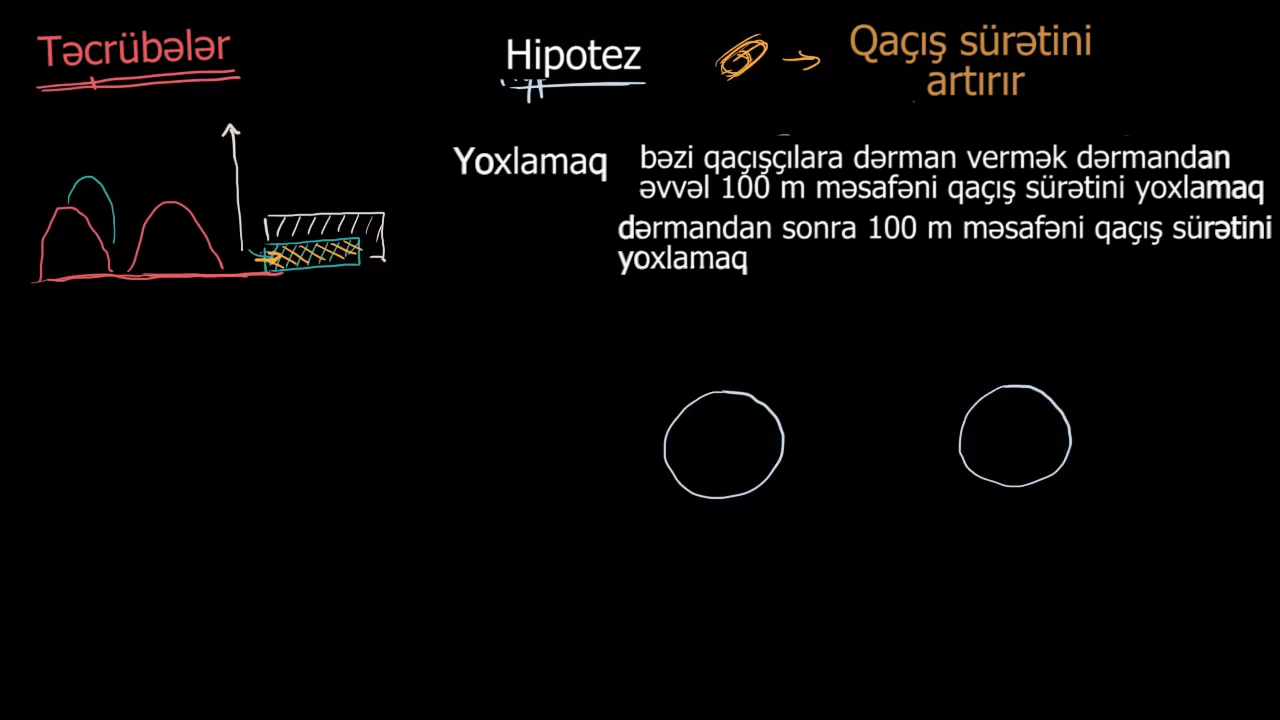 Təcrübələr
Hipotez
Qaçış sürətini
artırır
Yoxlamaq
bəzi qaçışçılara dərman vermək dərmandan
əvvəl 100 m məsafəni qaçış sürətini yoxlamaq
dərmandan sonra 100 m məsafəni qaçış sürətini
yoxlamaq